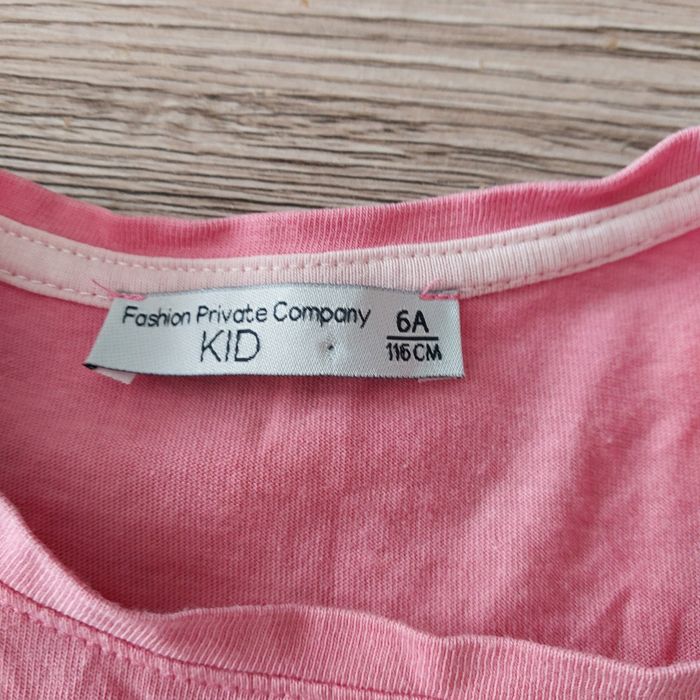 Fashion Private Company
KID
6A
116 CM